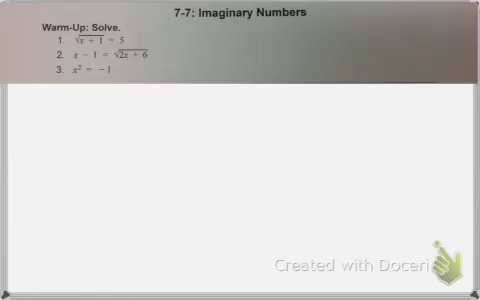 7-7: Imaginary Numbers
Warm-Up: Solve.
1. √x + 1 = 5
2. x − 1 = √2x + 6
3. x² = −1
Created with Doceri